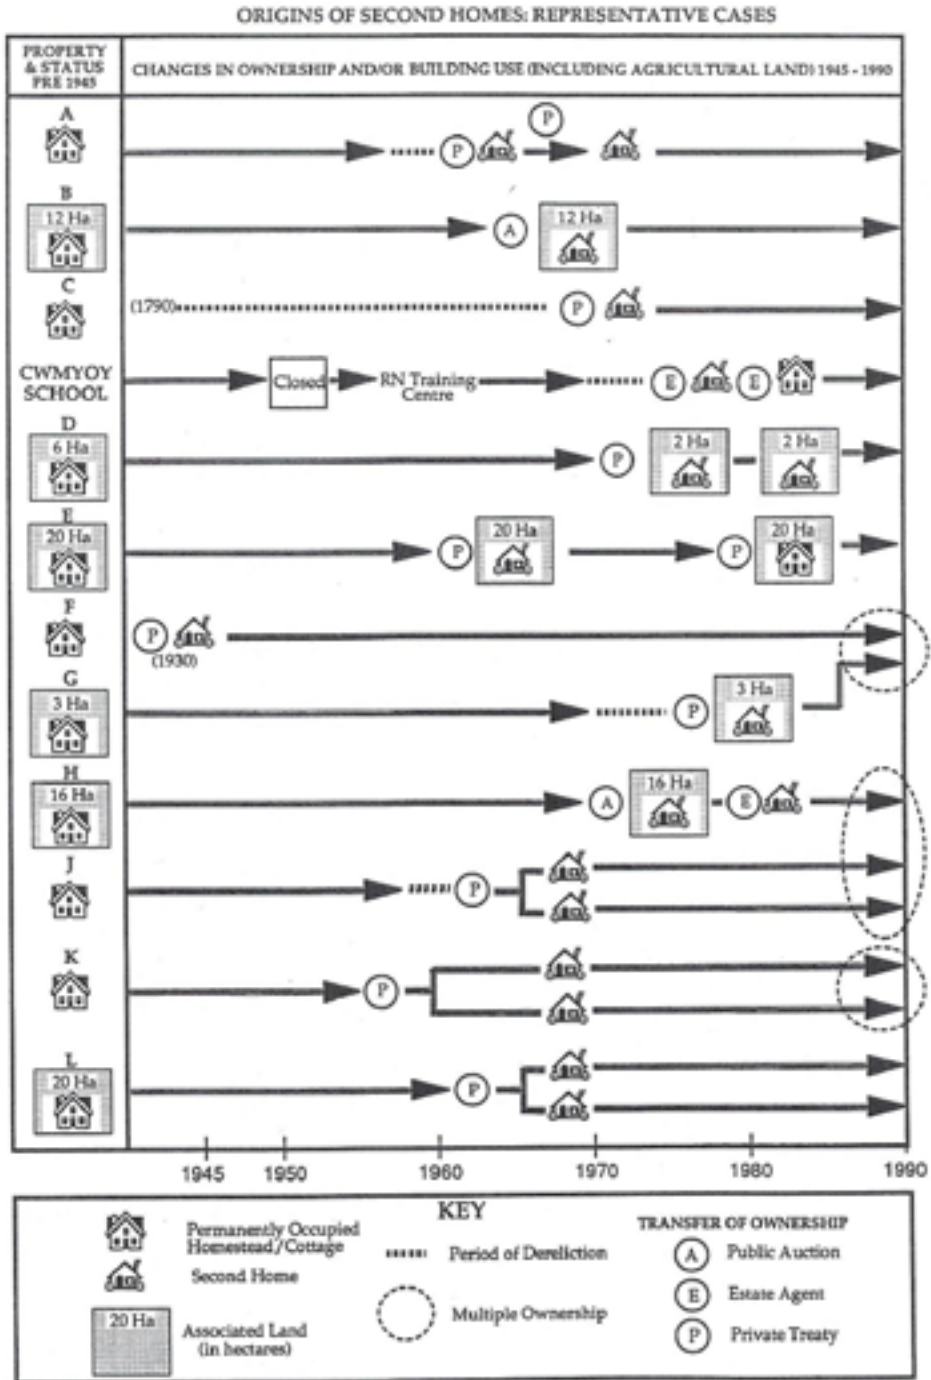 ORIGINS OF SECOND HOMES: REPRESENTATIVE CASES
PROPERTY
& STATUS
PRE 1945
CHANGES IN OWNERSHIP AND/OR BUILDING USE (INCLUDING AGRICULTURAL LAND) 1945 - 1990
A
P
P
B
12 Ha
A
12 Ha
C
(1790)
P
CWMYOY
SCHOOL
Closed
RN Training
Centre
E
E
D
6 Ha
P
2 Ha
2 Ha
E
20 Ha
P
20 Ha
P
20 Ha
F
P
(1930)
G
3 Ha
P
3 Ha
H
16 Ha
A
16 Ha
E
J
P
K
P
L
20 Ha
P
1945 1950 1960 1970 1980 1990
KEY
Permanently Occupied
Homestead/Cottage
Second Home
20 Ha
Associated Land
(in hectares)
Period of Dereliction
Multiple Ownership
TRANSFER OF OWNERSHIP
A Public Auction
E Estate Agent
P Private Treaty